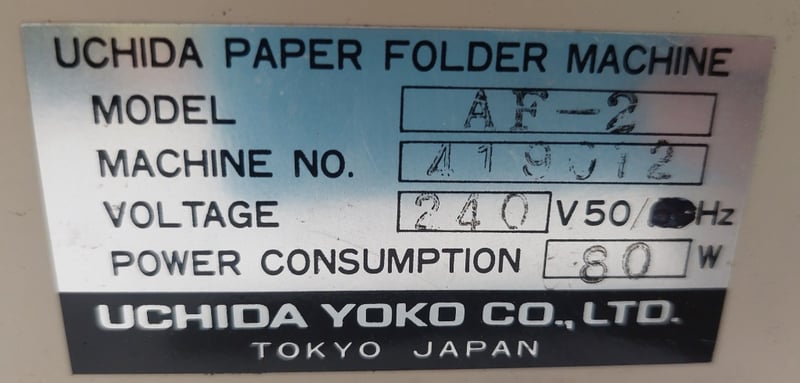 UCHIDA PAPER FOLDER MACHINE
MODEL AF-2
MACHINE NO.
VOLTAGE 240 V50/ Hz
POWER CONSUMPTION 80 W
UCHIDA YOKO CO., LTD.
TOKYO JAPAN